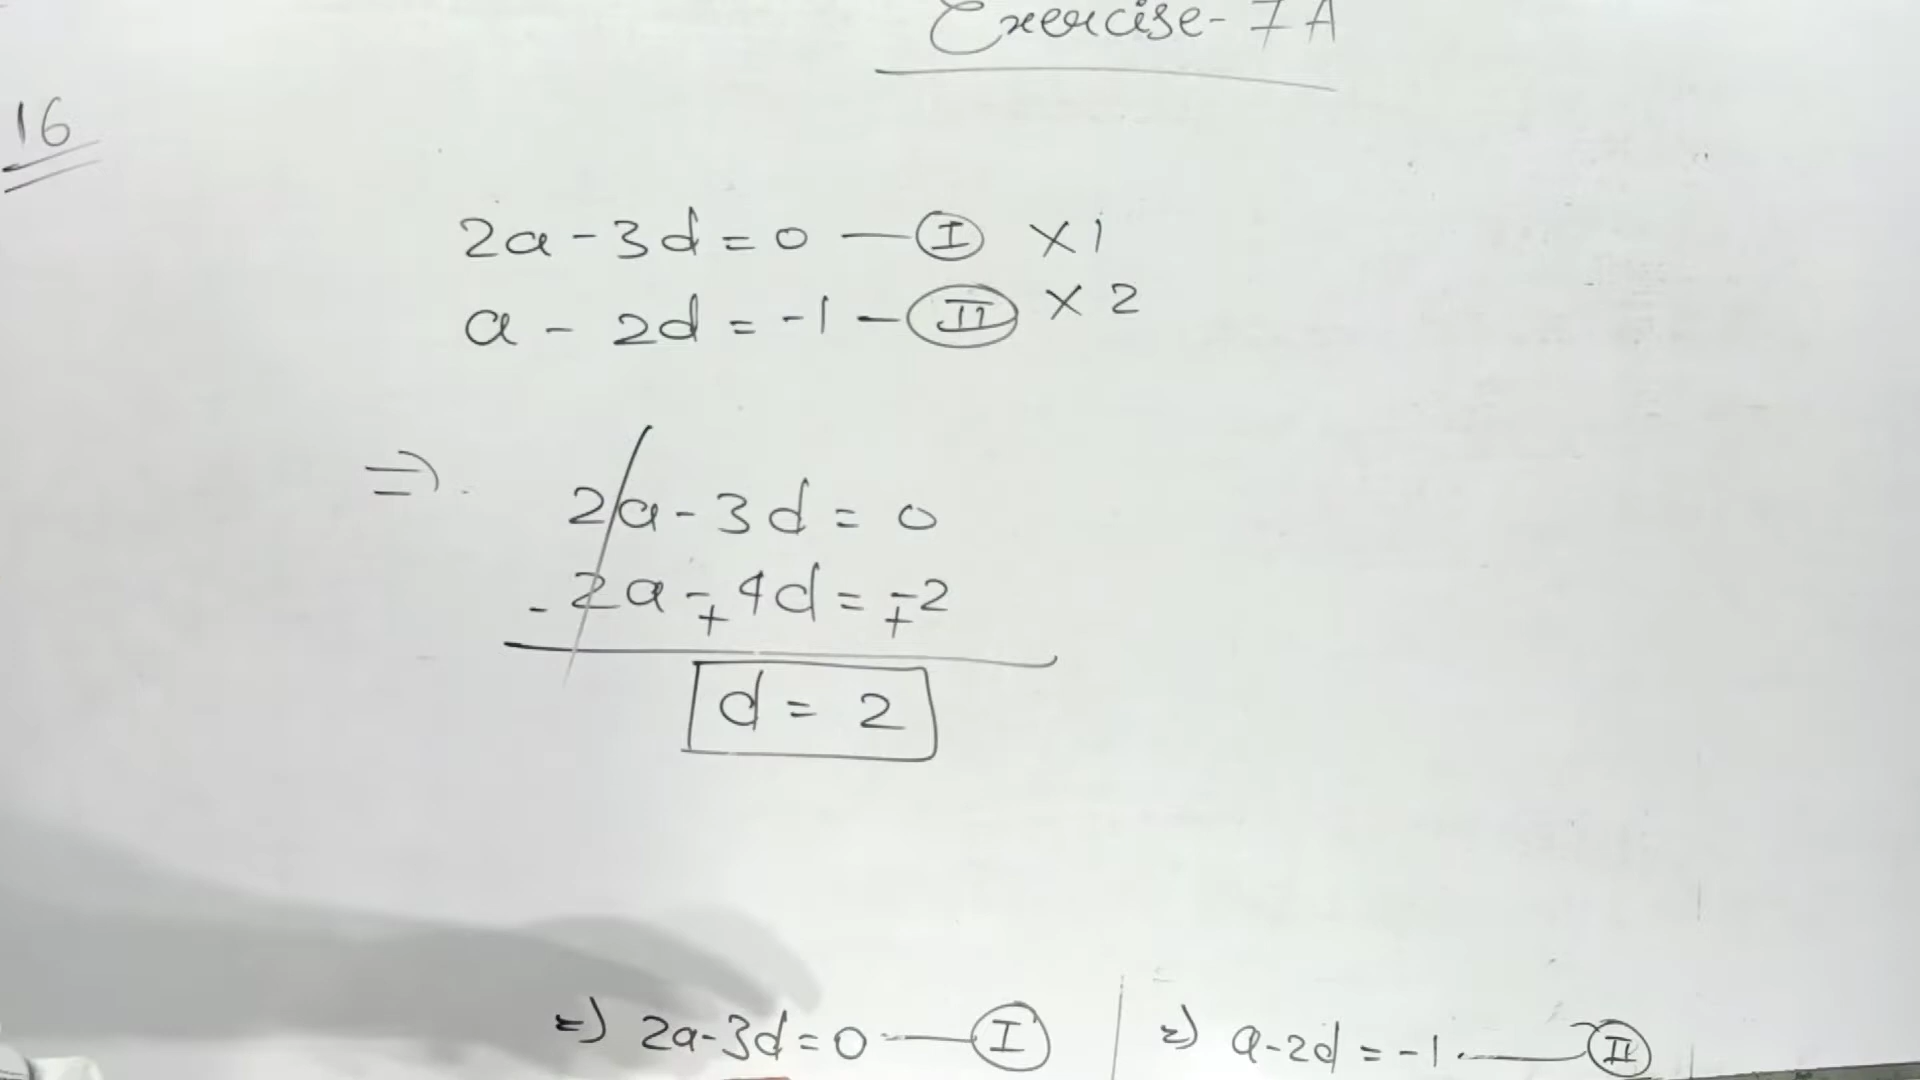 Exercise-7A
16
2a-3d=0 —Ⓘ ×1
a-2d=-1 —(II) ×2
⇒ 2a-3d=0
- 2a-4d=-2
+ +
d=2
⇒) 2a-3d=0 —Ⓘ | ⇒) a-2d=-1 —(II)